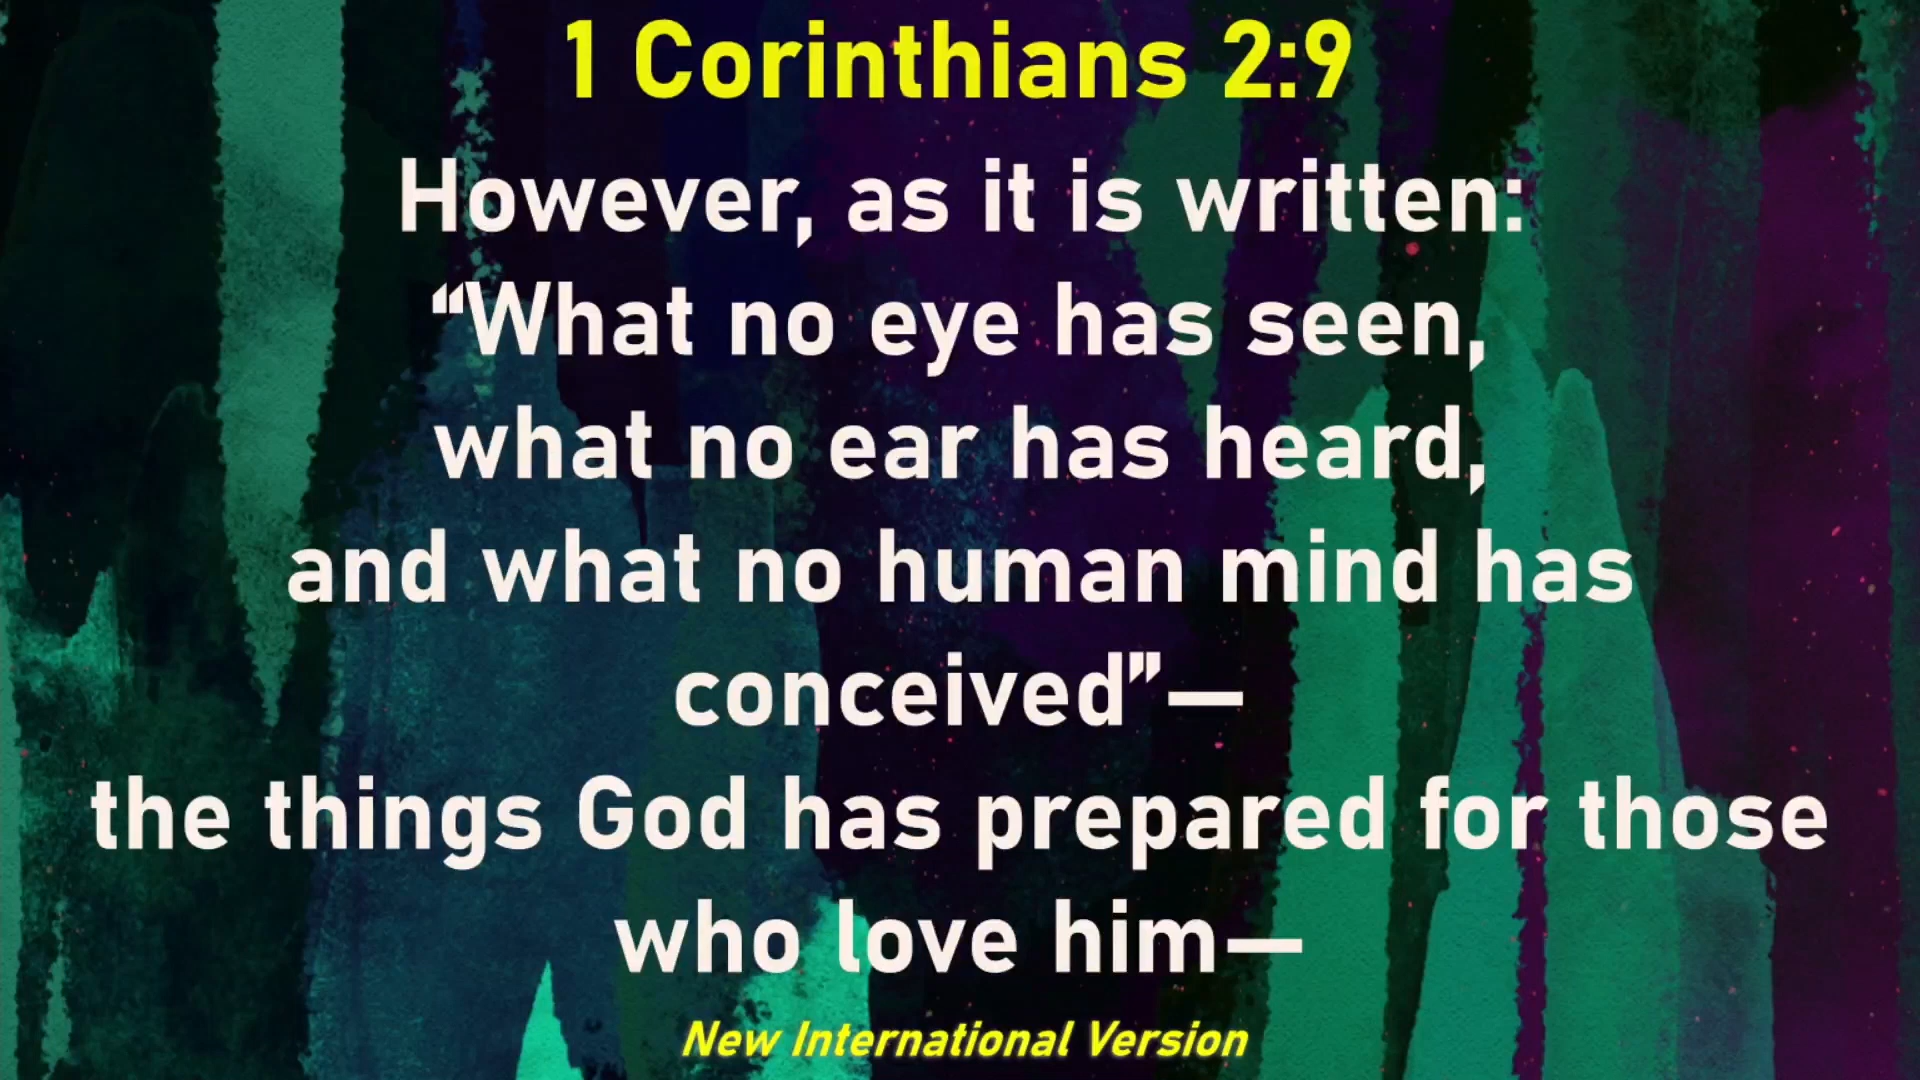 1 Corinthians 2:9
However, as it is written:
“What no eye has seen,
what no ear has heard,
and what no human mind has
conceived”—
the things God has prepared for those
who love him—
New International Version